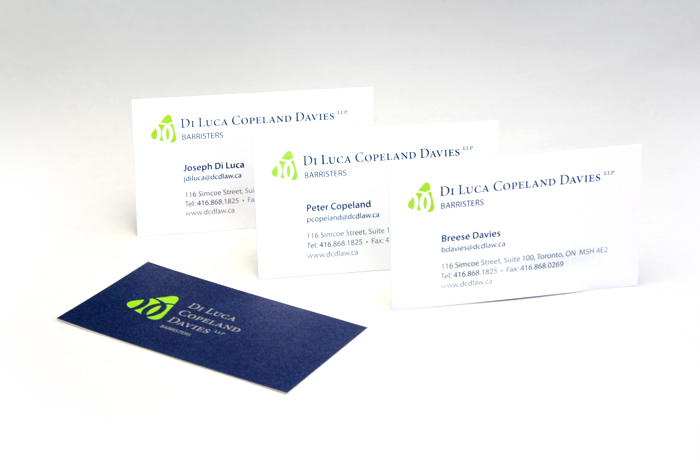 Di Luca Copeland Davies LLP
BARRISTERS
Joseph Di Luca
jdiluca@dcdlaw.ca
116 Simcoe Street, Suite
Tel: 416.868.1825 • Fax:
www.dcdlaw.ca
Di Luca Copeland Davies LLP
BARRISTERS
Peter Copeland
pcopeland@dcdlaw.ca
116 Simcoe Street, Suite 100
Tel: 416.868.1825 • Fax: 4
www.dcdlaw.ca
Di Luca Copeland Davies LLP
BARRISTERS
Breese Davies
bdavies@dcdlaw.ca
116 Simcoe Street, Suite 100, Toronto, ON M5H 4E2
Tel: 416.868.1825 • Fax: 416.868.0269
www.dcdlaw.ca
Di Luca
Copeland
Davies LLP
BARRISTERS